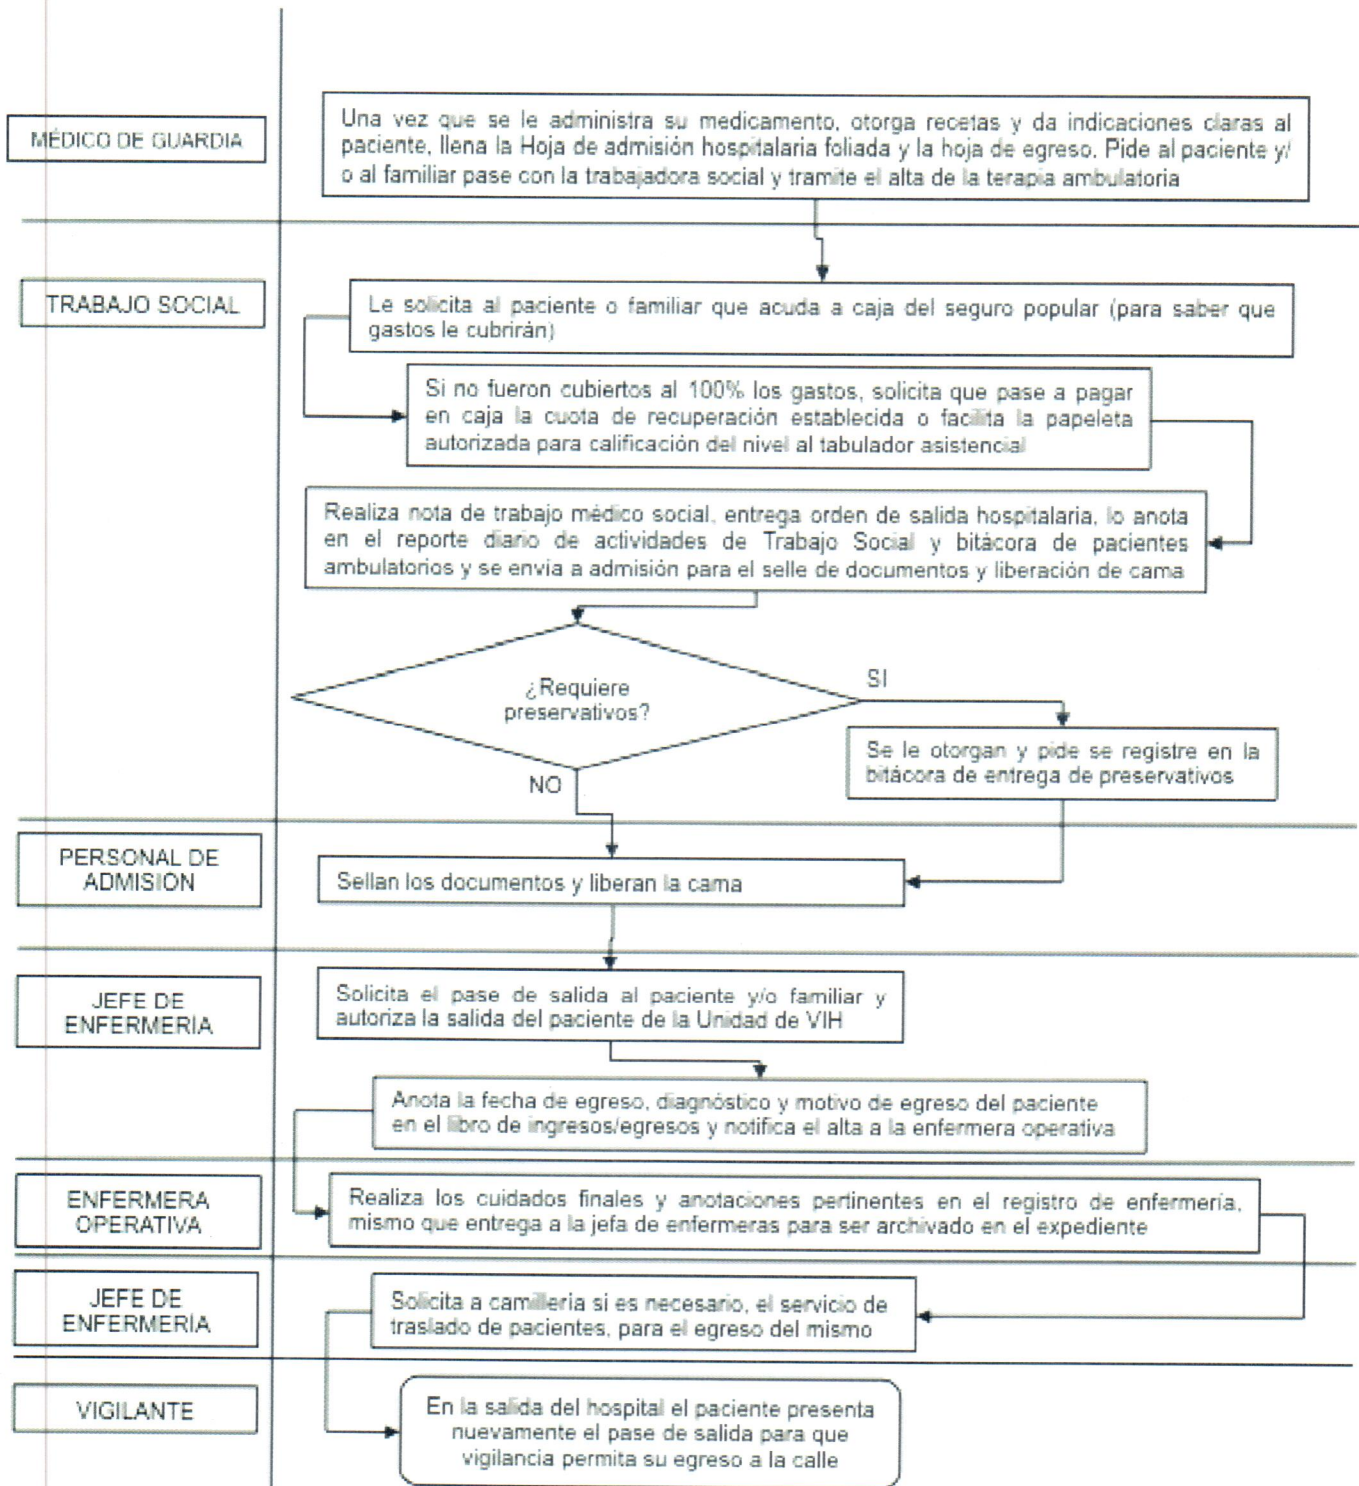 MÉDICO DE GUARDIA
Una vez que se le administra su medicamento, otorga recetas y da indicaciones claras al
paciente, llena la Hoja de admisión hospitalaria foliada y la hoja de egreso. Pide al paciente y/
o al familiar pase con la trabajadora social y tramite el alta de la terapia ambulatoria
TRABAJO SOCIAL
Le solicita al paciente o familiar que acuda a caja del seguro popular (para saber que
gastos le cubrirán)
Si no fueron cubiertos al 100% los gastos, solicita que pase a pagar
en caja la cuota de recuperación establecida o facilita la papeleta
autorizada para calificación del nivel al tabulador asistencial
Realiza nota de trabajo médico social, entrega orden de salida hospitalaria, lo anota
en el reporte diario de actividades de Trabajo Social y bitácora de pacientes
ambulatorios y se envia a admisión para el selle de documentos y liberación de cama
¿Requiere
preservativos?
SI
Se le otorgan y pide se registre en la
bitácora de entrega de preservativos
NO
PERSONAL DE
ADMISION
Sellan los documentos y liberan la cama
JEFE DE
ENFERMERIA
Solicita el pase de salida al paciente y/o familiar y
autoriza la salida del paciente de la Unidad de VIH
Anota la fecha de egreso, diagnóstico y motivo de egreso del paciente
en el libro de ingresos/egresos y notifica el alta a la enfermera operativa
ENFERMERA
OPERATIVA
Realiza los cuidados finales y anotaciones pertinentes en el registro de enfermería,
mismo que entrega a la jefa de enfermeras para ser archivado en el expediente
JEFE DE
ENFERMERÍA
Solicita a camilleria si es necesario, el servicio de
traslado de pacientes, para el egreso del mismo
VIGILANTE
En la salida del hospital el paciente presenta
nuevamente el pase de salida para que
vigilancia permita su egreso a la calle